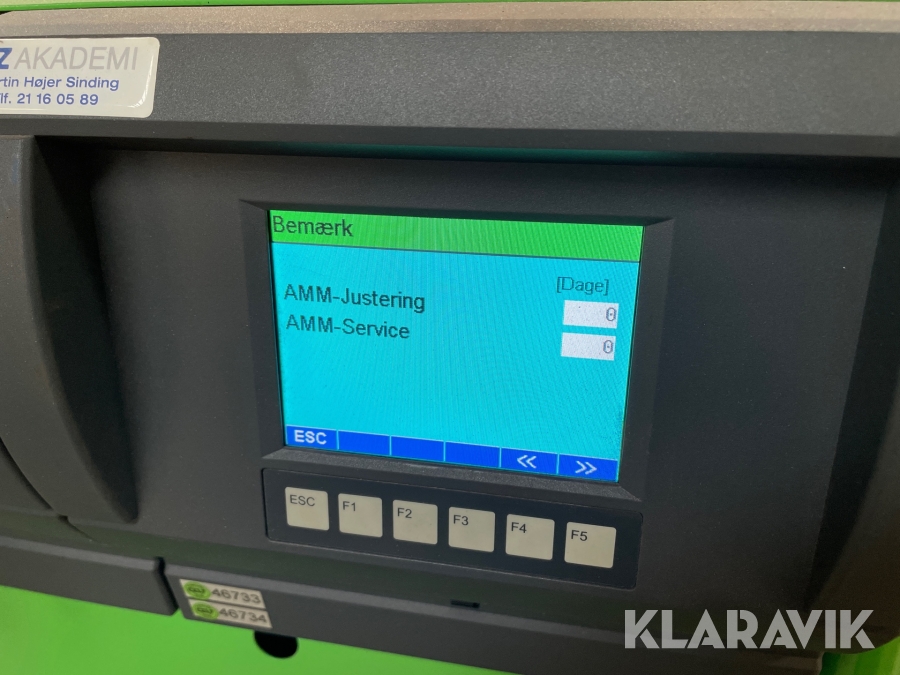 Z AKADEMI
rtin Højer Sinding
lf. 21 16 05 89
Bemærk
[Dage]
AMM-Justering 0
AMM-Service 0
ESC << >>
ESC F1 F2 F3 F4 F5
46733
46734
KLARAVIK